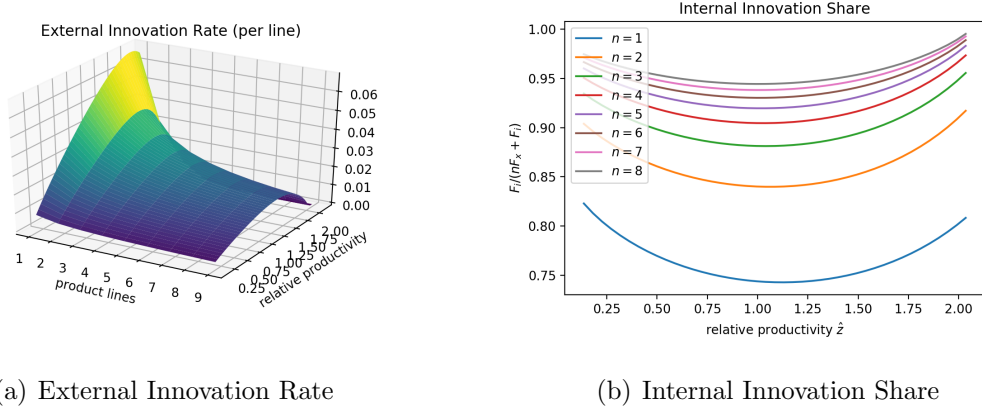 External Innovation Rate (per line)
0.06
0.05
0.04
0.03
0.02
0.01
0.00
1 2 3 4 5 6 7 8 9
product lines
0.25 0.50 0.75 1.00 1.25 1.50 1.75 2.00
relative productivity
Internal Innovation Share
1.00
0.95
0.90
0.85
0.80
0.75
F_i/(nF_x + F_i)
n = 1
n = 2
n = 3
n = 4
n = 5
n = 6
n = 7
n = 8
0.25 0.50 0.75 1.00 1.25 1.50 1.75 2.00
relative productivity ẑ
a) External Innovation Rate
(b) Internal Innovation Share